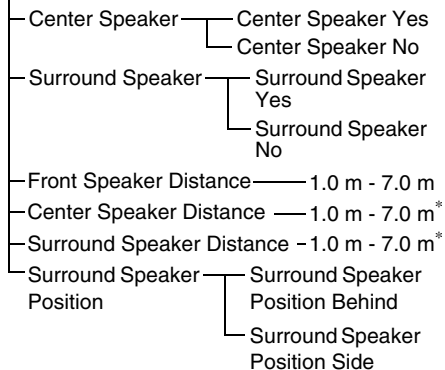 Center Speaker Center Speaker Yes
Center Speaker No
Surround Speaker Surround Speaker
Yes
Surround Speaker
No
Front Speaker Distance 1.0 m - 7.0 m
Center Speaker Distance 1.0 m - 7.0 m*
Surround Speaker Distance 1.0 m - 7.0 m*
Surround Speaker Surround Speaker
Position Position Behind
Surround Speaker
Position Side